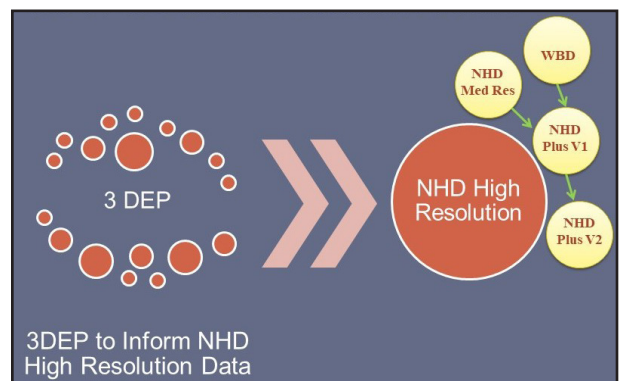 WBD
NHD
Med Res
NHD
Plus V1
3 DEP
NHD High
Resolution
NHD
Plus V2
3DEP to Inform NHD
High Resolution Data